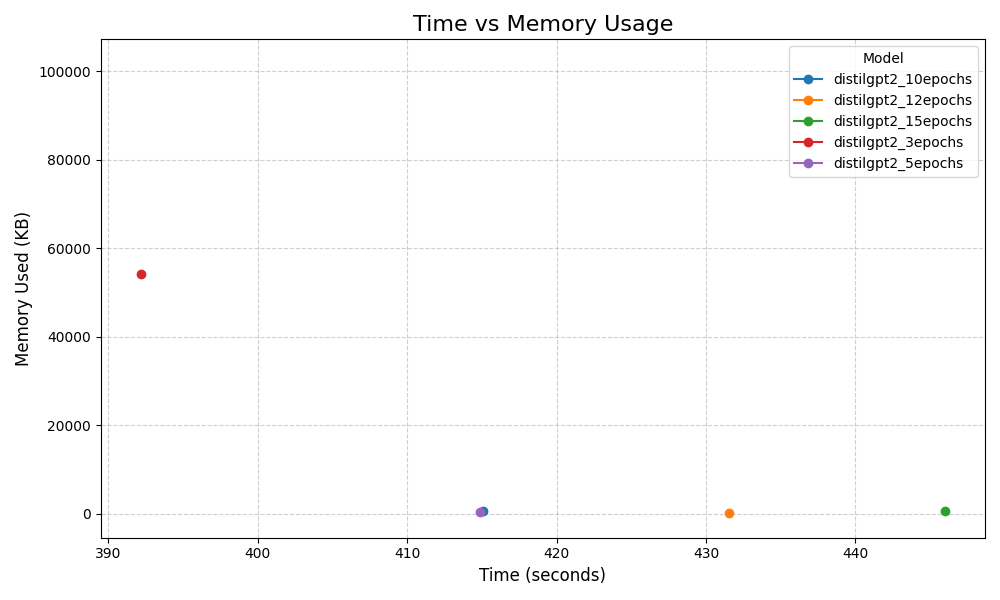 Time vs Memory Usage
Memory Used (KB)
100000
80000
60000
40000
20000
0
390
400
410
420
430
440
Time (seconds)
Model
distilgpt2_10epochs
distilgpt2_12epochs
distilgpt2_15epochs
distilgpt2_3epochs
distilgpt2_5epochs